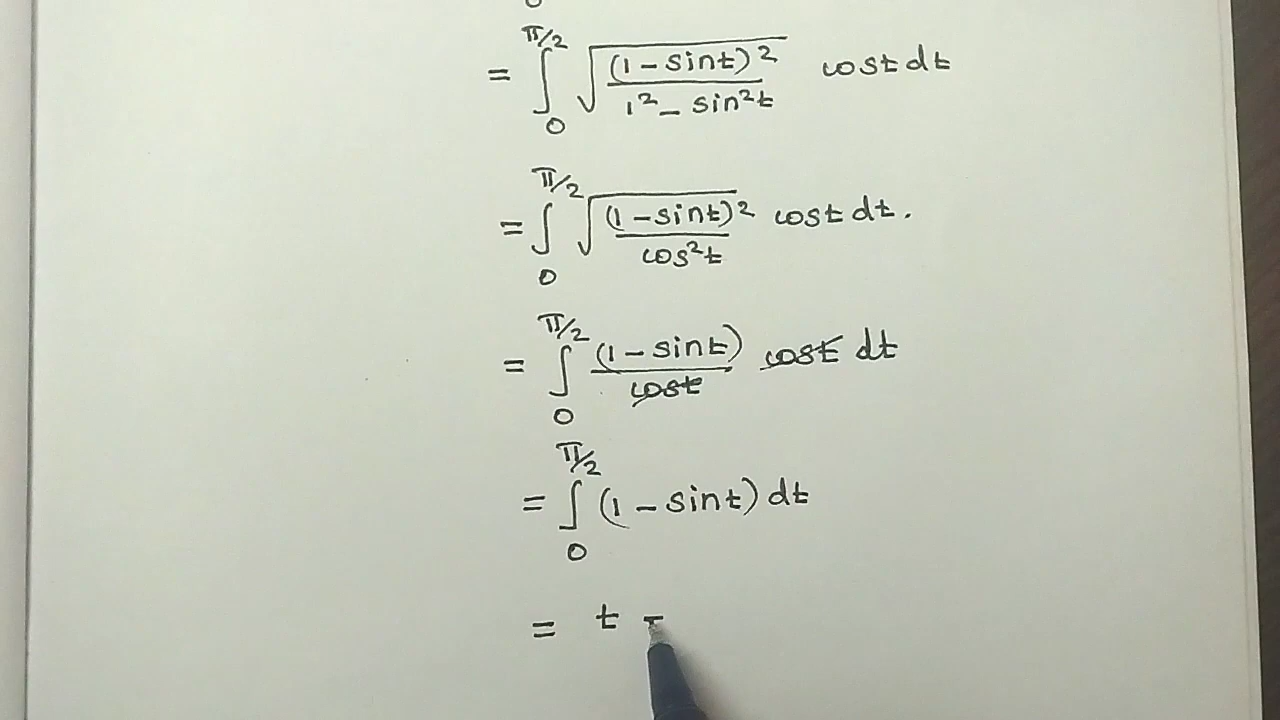 = ∫₀^{π/2} √((1 - sint)² / (1² - sin²t)) cost dt
= ∫₀^{π/2} √((1 - sint)² / cos²t) cost dt.
= ∫₀^{π/2} (1 - sint) / cost cost dt
= ∫₀^{π/2} (1 - sint) dt
= t -